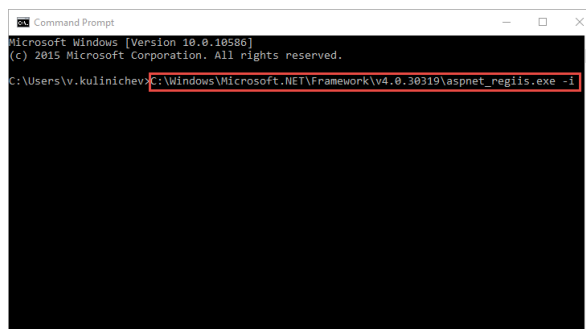 Command Prompt
Microsoft Windows [Version 10.0.10586]
(c) 2015 Microsoft Corporation. All rights reserved.
C:\Users\v.kulinichev>C:\Windows\Microsoft.NET\Framework\v4.0.30319\aspnet_regiis.exe -i